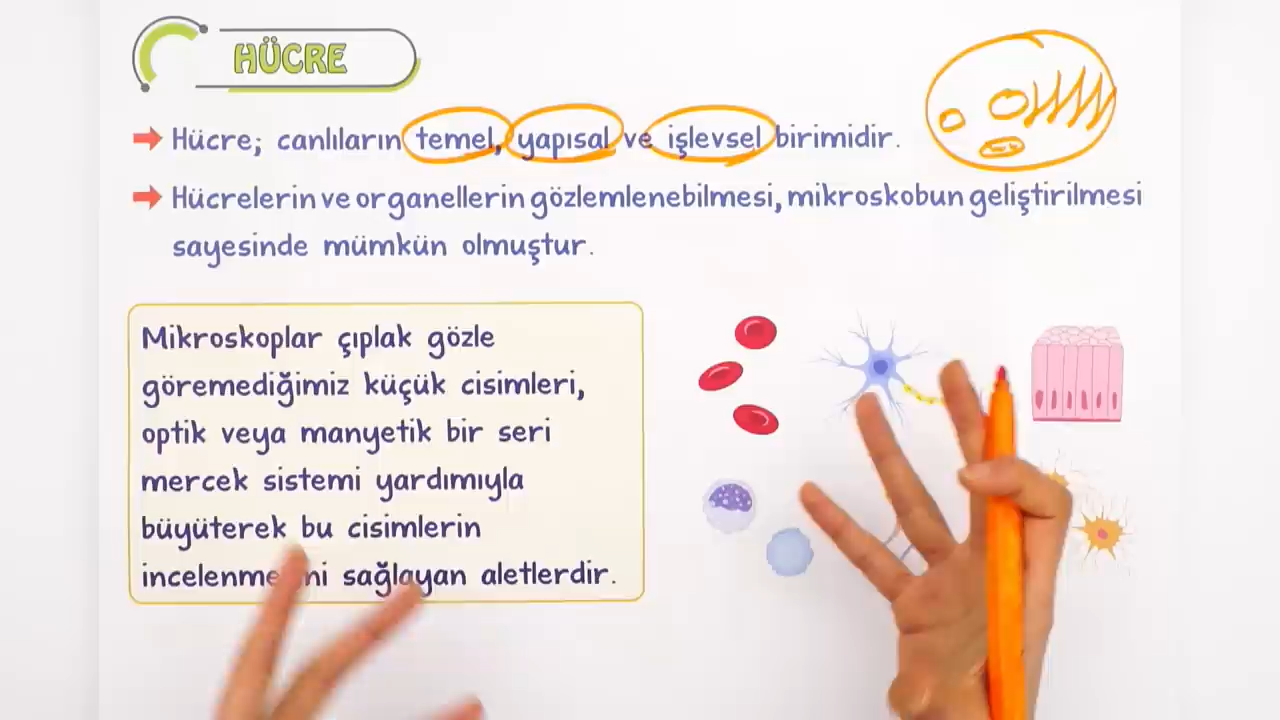 HÜCRE
Hücre; canlıların temel, yapısal ve işlevsel birimidir.
Hücrelerin ve organellerin gözlemlenebilmesi, mikroskobun geliştirilmesi
sayesinde mümkün olmuştur.
Mikroskoplar çıplak gözle
göremediğimiz küçük cisimleri,
optik veya manyetik bir seri
mercek sistemi yardımıyla
büyüterek bu cisimlerin
sağlayan aletlerdir.